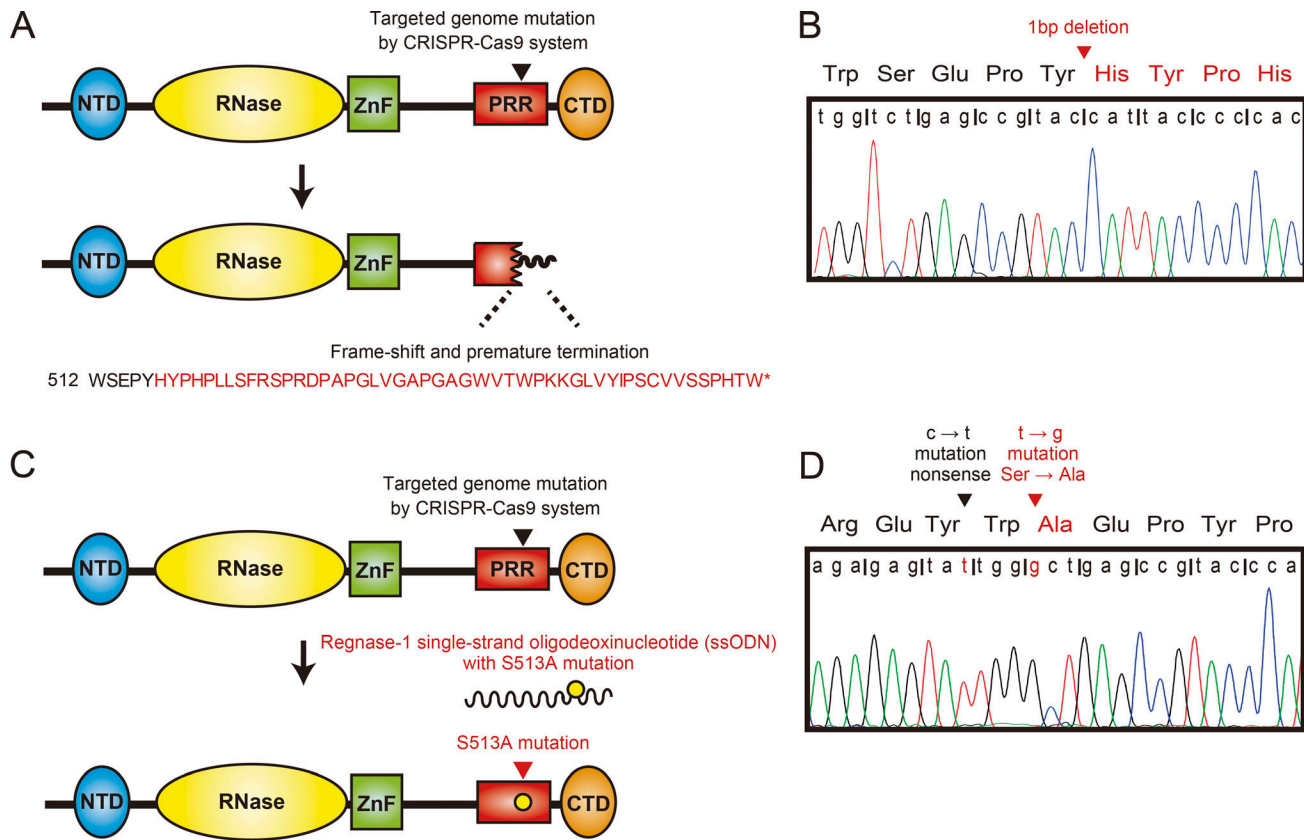 A
Targeted genome mutation
by CRISPR-Cas9 system
NTD RNase ZnF PRR CTD
NTD RNase ZnF
Frame-shift and premature termination
512 WSEPYHYPHPLLSFRSPRDPAPGLVGAPGAGWVTWPKKGLVYIPSCVVSSPHTW*
B
1bp deletion
Trp Ser Glu Pro Tyr His Tyr Pro His
t g g|t c t|g a g|c c g|t a c|c a t|t a c|c c c|c a c
C
Targeted genome mutation
by CRISPR-Cas9 system
NTD RNase ZnF PRR CTD
Regnase-1 single-strand oligodeoxinucleotide (ssODN)
with S513A mutation
S513A mutation
NTD RNase ZnF CTD
D
c → t
mutation
nonsense
t → g
mutation
Ser → Ala
Arg Glu Tyr Trp Ala Glu Pro Tyr Pro
a g a|g a g|t a t|t g g|g c t|g a g|c c g|t a c|c c a